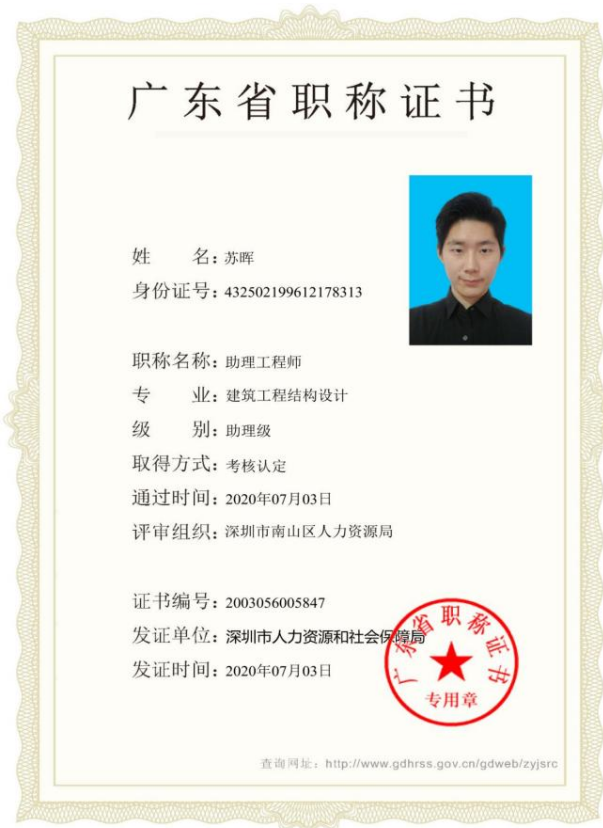 广东省职称证书
姓 名：苏晖
身份证号：432502199612178313
职称名称：助理工程师
专 业：建筑工程结构设计
级 别：助理级
取得方式：考核认定
通过时间：2020年07月03日
评审组织：深圳市南山区人力资源局
证书编号：2003056005847
发证单位：深圳市人力资源和社会保障局
发证时间：2020年07月03日
广东省职称证书
专用章
查询网址：http://www.gdhrss.gov.cn/gdweb/zyjsrc